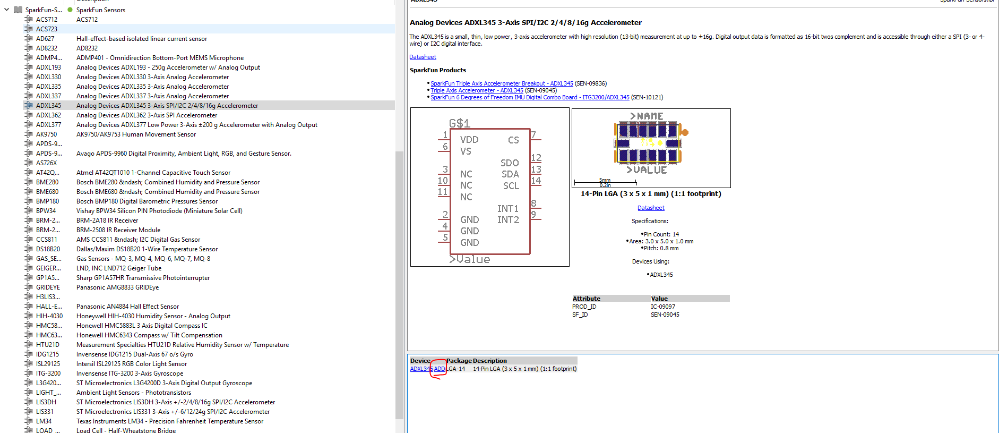 SparkFun-S... SparkFun Sensors
ACS712 ACS712
ACS723
AD627 Hall-effect-based isolated linear current sensor
AD8232 AD8232
ADMP4... ADMP401 - Omnidirection Bottom-Port MEMS Microphone
ADXL193 Analog Devices ADXL193 - 250g Accelerometer w/ Analog Output
ADXL330 Analog Devices ADXL330 3-Axis Analog Accelerometer
ADXL335 Analog Devices ADXL335 3-Axis Analog Accelerometer
ADXL337 Analog Devices ADXL337 3-Axis Analog Accelerometer
ADXL345 Analog Devices ADXL345 3-Axis SPI/I2C 2/4/8/16g Accelerometer
ADXL362 Analog Devices ADXL362 3-Axis SPI Accelerometer
ADXL377 Analog Devices ADXL377 Low Power 3-Axis ±200 g Accelerometer with Analog Output
AK9750 AK9750/AK9753 Human Movement Sensor
APDS-9...
APDS-9... Avago APDS-9960 Digital Proximity, Ambient Light, RGB, and Gesture Sensor.
AS726X
AT42Q... Atmel AT42QT1010 1-Channel Capacitive Touch Sensor
BME280 Bosch BME280 &ndash; Combined Humidity and Pressure Sensor
BME680 Bosch BME680 &ndash; Combined Humidity and Pressure Sensor
BMP180 Bosch BMP180 Digital Barometric Pressures Sensor
BPW34 Vishay BPW34 Silicon PIN Photodiode (Miniature Solar Cell)
BRM-2... BRM-2A18 IR Receiver
BRM-2... BRM-2508 IR Receiver Module
CCS811 AMS CCS811 &ndash; I2C Digital Gas Sensor
DS18B20 Dallas/Maxim DS18B20 1-Wire Temperature Sensor
GAS_SE... Gas Sensors - MQ-3, MQ-4, MQ-6, MQ-7, MQ-8
GEIGER... LND, INC LND712 Geiger Tube
GP1A5... Sharp GP1A57HR Transmissive Photointerrupter
GRIDEYE Panasonic AMG8833 GRIDEye
H3LIS3...
HALL-E... Panasonic AN4884 Hall Effect Sensor
HIH-4030 Honeywell HIH-4030 Humidity Sensor - Analog Output
HMC58... Honewell HMC5883L 3 Axis Digital Compass IC
HMC63... Honewell HMC6343 Compass w/ Tilt Compensation
HTU21D Measurement Specialties HTU21D Relative Humidity Sensor w/ Temperature
IDG1215 Invensense IDG1215 Dual-Axis 67 o/s Gyro
ISL29125 Intersil ISL29125 RGB Color Light Sensor
ITG-3200 Invensense ITG-3200 3-Axis Gyroscope
L3G420... ST Microelectronics L3G4200D 3-Axis Digital Output Gyroscope
LIGHT_... Ambient Light Sensors - Phototransistors
LIS3DH ST Microelectronics LIS3DH 3-Axis +/-2/4/8/16g SPI/I2C Accelerometer
LIS331 ST Microelectronics LIS331 3-Axis +/-6/12/24g SPI/I2C Accelerometer
LM34 Texas Instruments LM34 - Precision Fahrenheit Temperature Sensor
LOAD_... Load Cell - Half-Wheatstone Bridge
ADXL345
Analog Devices ADXL345 3-Axis SPI/I2C 2/4/8/16g Accelerometer
The ADXL345 is a small, thin, low power, 3-axis accelerometer with high resolution (13-bit) measurement at up to ±16g. Digital output data is formatted as 16-bit twos complement and is accessible through either a SPI (3- or 4-
wire) or I2C digital interface.
Datasheet
SparkFun Products
•SparkFun Triple Axis Accelerometer Breakout - ADXL345 (SEN-09836)
•Triple Axis Accelerometer - ADXL345 (SEN-09045)
•SparkFun 6 Degrees of Freedom IMU Digital Combo Board - ITG3200/ADXL345 (SEN-10121)
G$1
1 VDD CS 7
6 VS
SDO 12
3 NC SDA 13
10 NC SCL 14
11 NC
INT1 8
2 GND INT2 9
4 GND
5 GND
>Value
>NAME
>VALUE
5mm
0.2in
14-Pin LGA (3 x 5 x 1 mm) (1:1 footprint)
Datasheet
Specifications:
•Pin Count: 14
•Area: 3.0 x 5.0 x 1.0 mm
•Pitch: 0.8 mm
Devices Using:
•ADXL345
Attribute Value
PROD_ID IC-09097
SF_ID SEN-09045
Device Package Description
ADXL345 ADD LGA-14 14-Pin LGA (3 x 5 x 1 mm) (1:1 footprint)